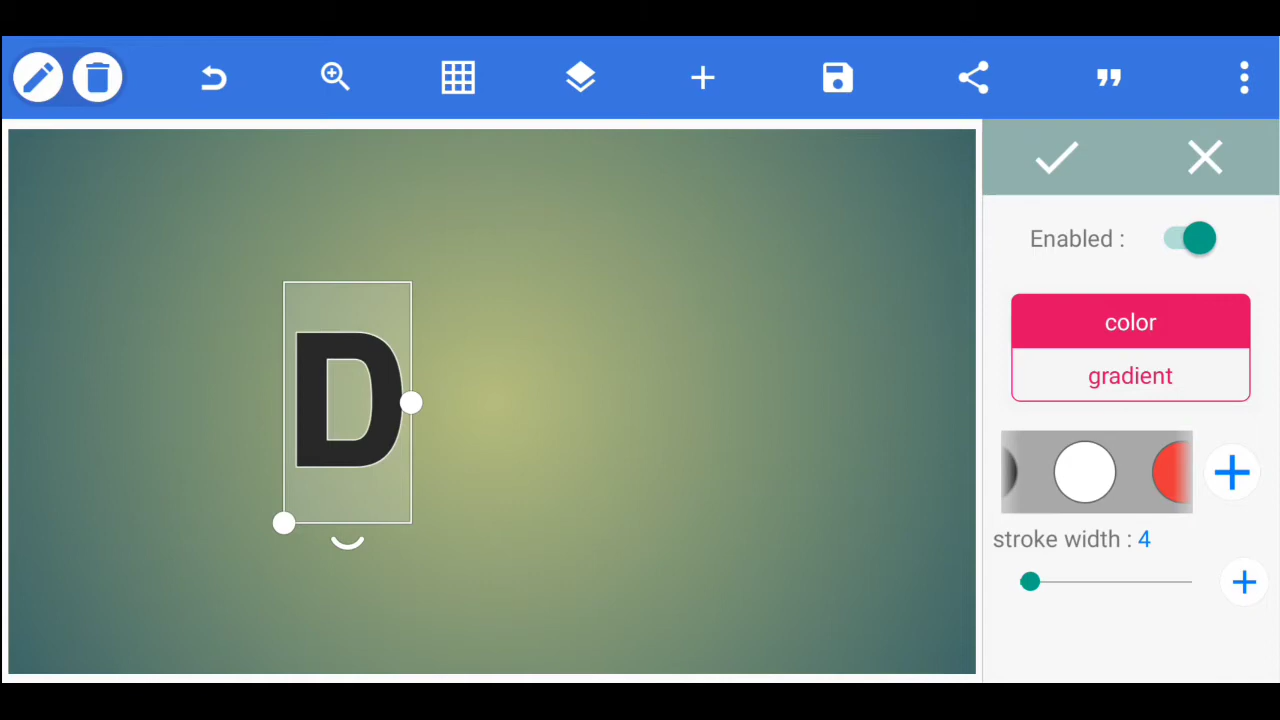 Enabled :
color
gradient
stroke width : 4
D